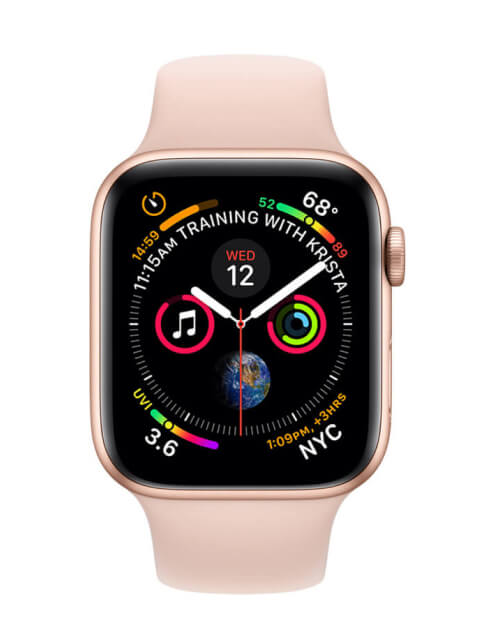 14:59
52
68°
89
11:15AM TRAINING WITH KRISTA
WED
12
UVI
3.6
1:09PM, +3HRS
NYC